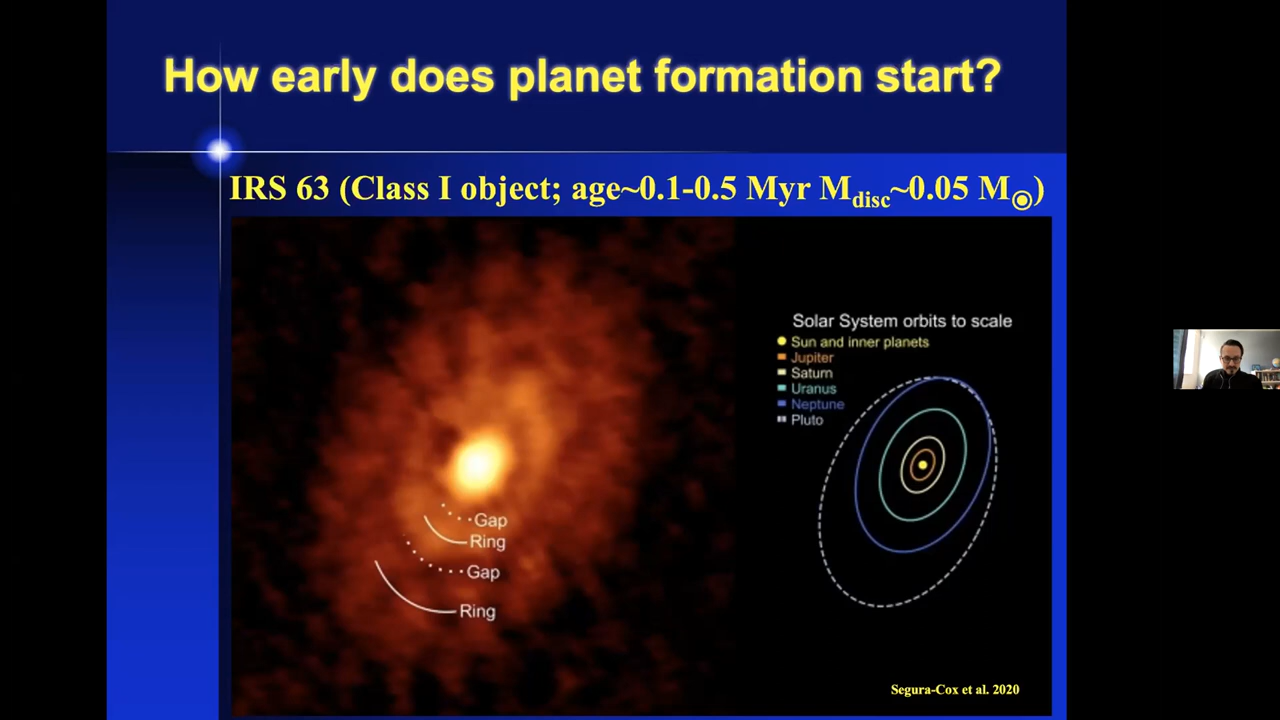 How early does planet formation start?
IRS 63 (Class I object; age~0.1-0.5 Myr Mdisc~0.05 M☉)
Gap
Ring
Gap
Ring
Solar System orbits to scale
Sun and inner planets
Jupiter
Saturn
Uranus
Neptune
Pluto
Segura-Cox et al. 2020